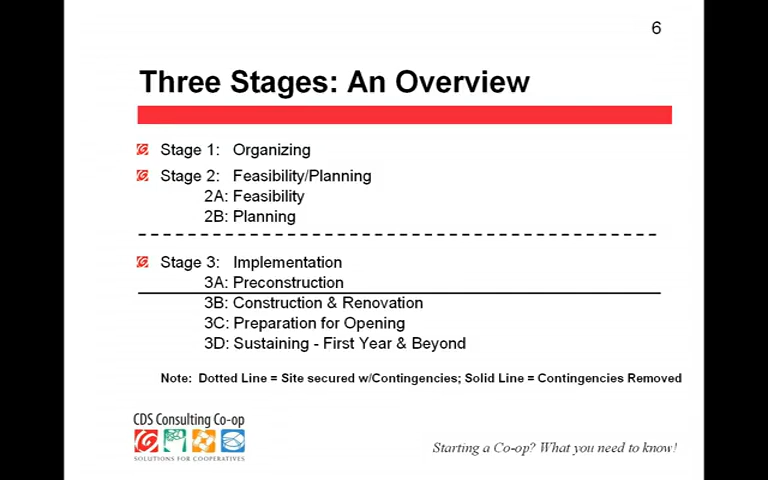 6
Three Stages: An Overview
Stage 1: Organizing
Stage 2: Feasibility/Planning
2A: Feasibility
2B: Planning
Stage 3: Implementation
3A: Preconstruction
3B: Construction & Renovation
3C: Preparation for Opening
3D: Sustaining - First Year & Beyond
Note: Dotted Line = Site secured w/Contingencies; Solid Line = Contingencies Removed
CDS Consulting Co-op
SOLUTIONS FOR COOPERATIVES
Starting a Co-op? What you need to know!